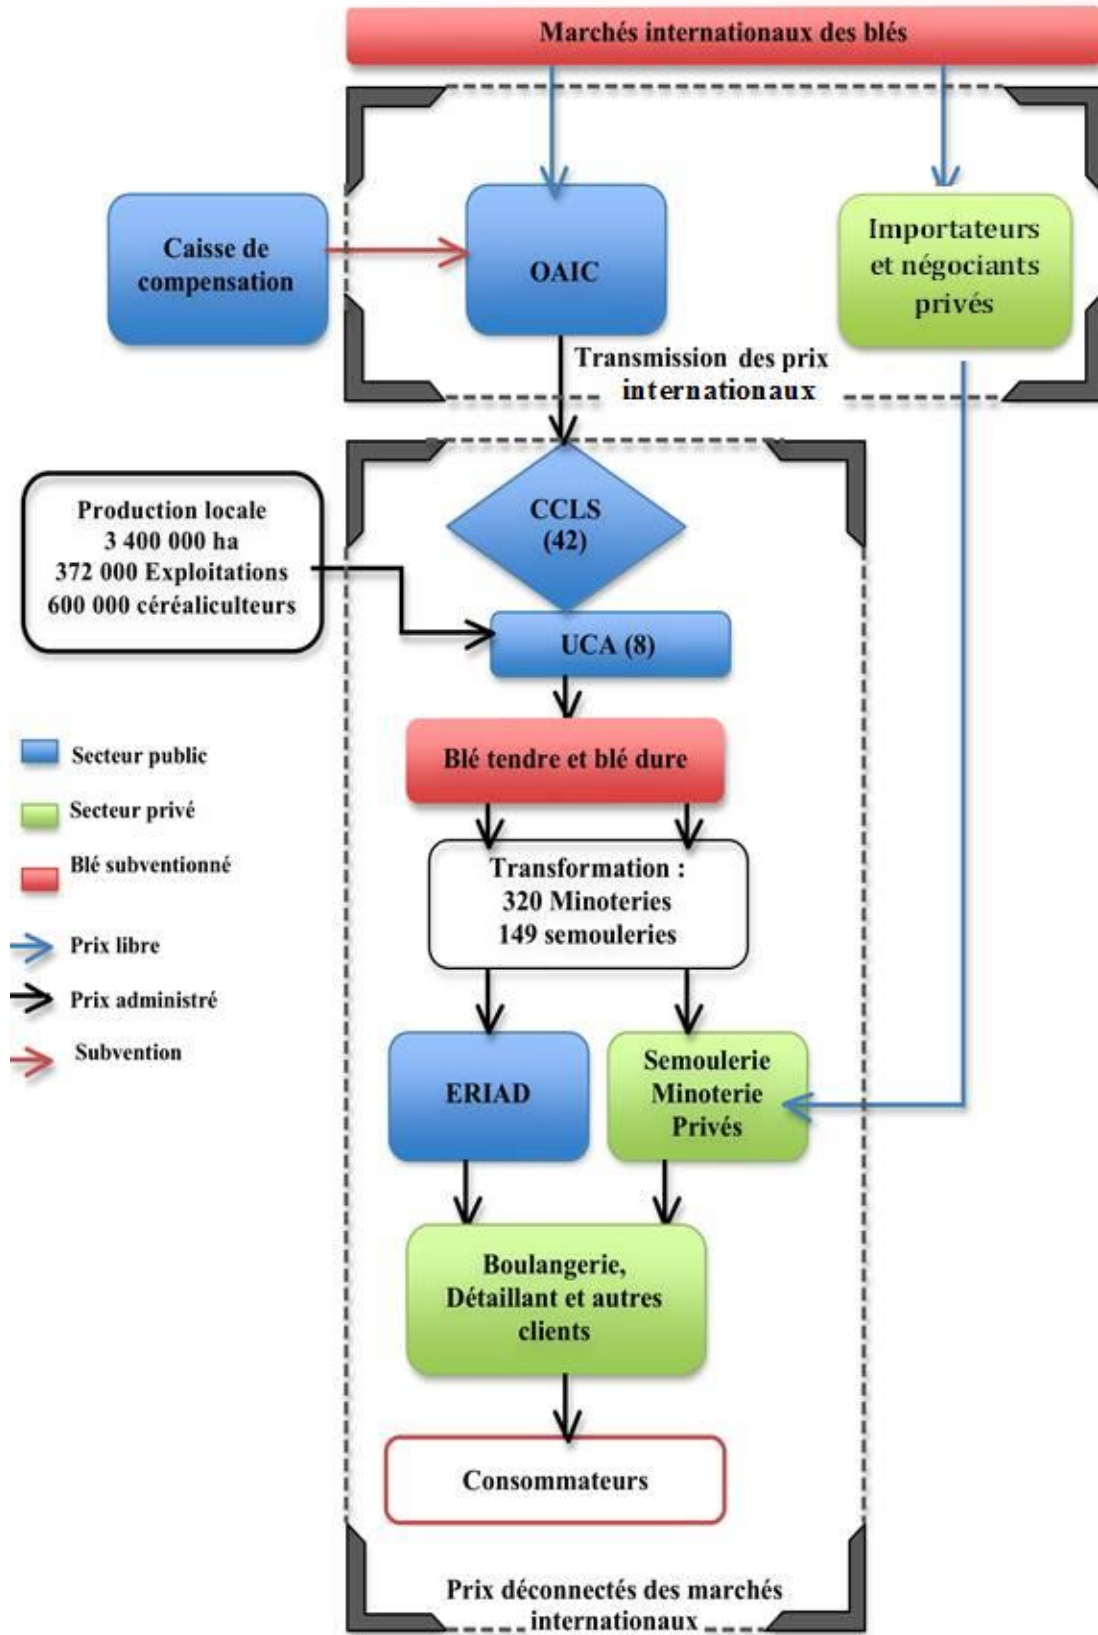 Marchés internationaux des blés
Caisse de
compensation
OAIC
Importateurs
et négociants
privés
Transmission des prix
internationaux
Production locale
3 400 000 ha
372 000 Exploitations
600 000 céréaliculteurs
CCLS
(42)
UCA (8)
Blé tendre et blé dure
Secteur public
Secteur privé
Blé subventionné
Prix libre
Prix administré
Subvention
Transformation :
320 Minoteries
149 semouleries
ERIAD
Semoulerie
Minoterie
Privés
Boulangerie,
Détaillant et autres
clients
Consommateurs
Prix déconnectés des marchés
internationaux